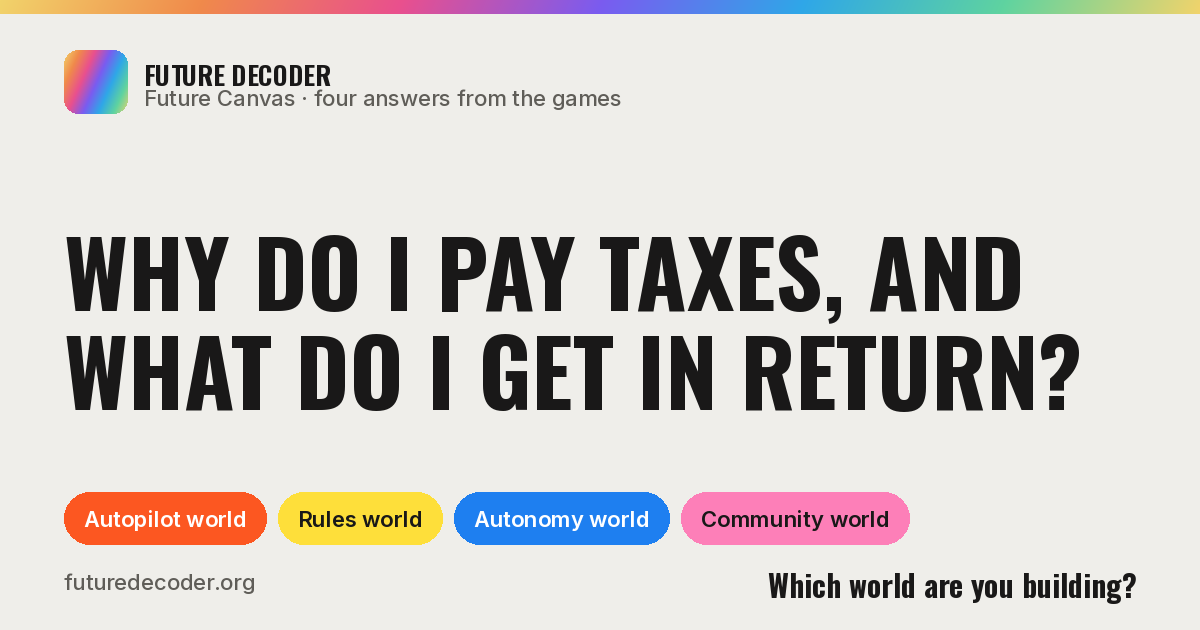 FUTURE DECODER
Future Canvas · four answers from the games
WHY DO I PAY TAXES, AND
WHAT DO I GET IN RETURN?
Autopilot world
Rules world
Autonomy world
Community world
futuredecoder.org
Which world are you building?